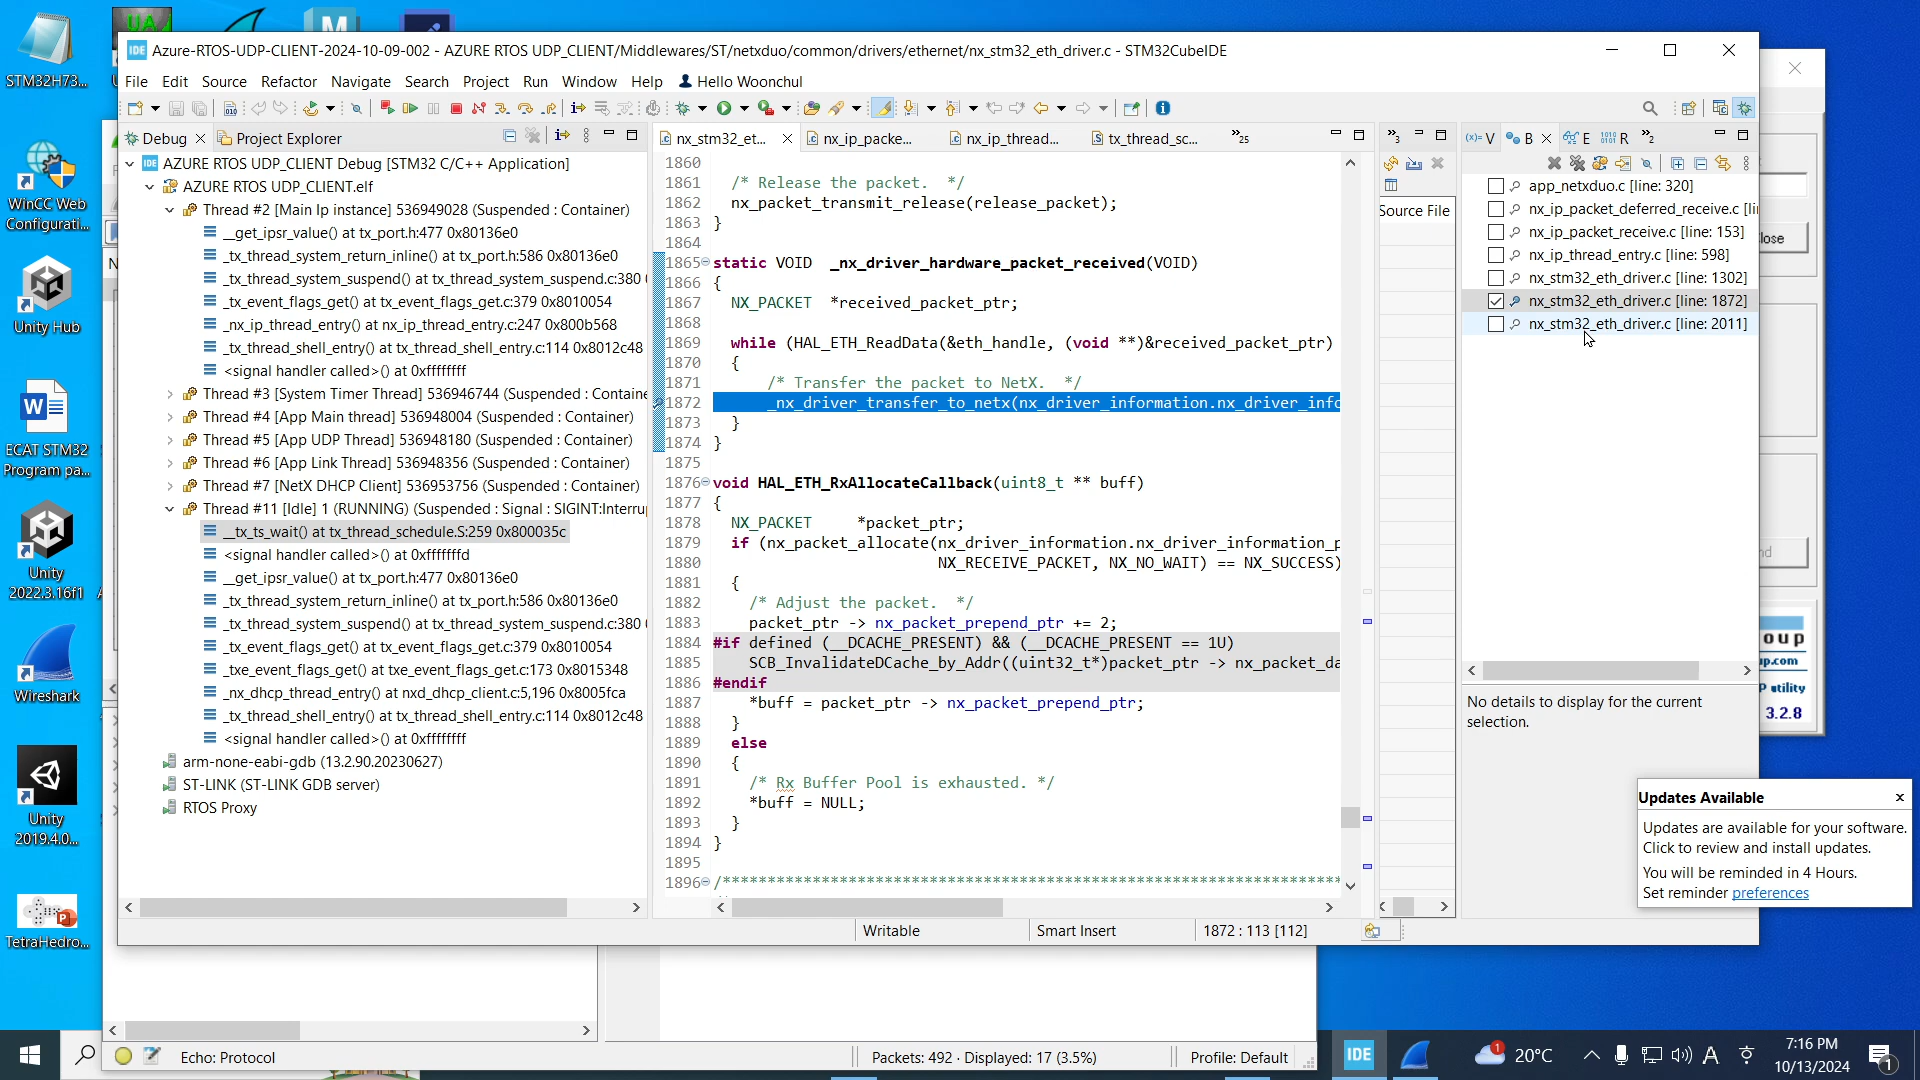 STM32H73...
WinCC Web
Configurati...
Unity Hub
ECAT STM32
Program pa...
Unity
2022.3.16f1
Wireshark
Unity
2019.4.0...
TetraHedro...
IDE Azure-RTOS-UDP-CLIENT-2024-10-09-002 - AZURE RTOS UDP_CLIENT/Middlewares/ST/netxduo/common/drivers/ethernet/nx_stm32_eth_driver.c - STM32CubeIDE
File Edit Source Refactor Navigate Search Project Run Window Help Hello Woonchul
Debug Project Explorer
AZURE RTOS UDP_CLIENT Debug [STM32 C/C++ Application]
AZURE RTOS UDP_CLIENT.elf
Thread #2 [Main Ip instance] 536949028 (Suspended : Container)
__get_ipsr_value() at tx_port.h:477 0x80136e0
_tx_thread_system_return_inline() at tx_port.h:586 0x80136e0
_tx_thread_system_suspend() at tx_thread_system_suspend.c:380
_tx_event_flags_get() at tx_event_flags_get.c:379 0x8010054
_nx_ip_thread_entry() at nx_ip_thread_entry.c:247 0x800b568
_tx_thread_shell_entry() at tx_thread_shell_entry.c:114 0x8012c48
<signal handler called>() at 0xffffffff
Thread #3 [System Timer Thread] 536946744 (Suspended : Containe
Thread #4 [App Main thread] 536948004 (Suspended : Container)
Thread #5 [App UDP Thread] 536948180 (Suspended : Container)
Thread #6 [App Link Thread] 536948356 (Suspended : Container)
Thread #7 [NetX DHCP Client] 536953756 (Suspended : Container)
Thread #11 [Idle] 1 (RUNNING) (Suspended : Signal : SIGINT:Interru
__tx_ts_wait() at tx_thread_schedule.S:259 0x800035c
<signal handler called>() at 0xfffffffd
__get_ipsr_value() at tx_port.h:477 0x80136e0
_tx_thread_system_return_inline() at tx_port.h:586 0x80136e0
_tx_thread_system_suspend() at tx_thread_system_suspend.c:380
_tx_event_flags_get() at tx_event_flags_get.c:379 0x8010054
_txe_event_flags_get() at txe_event_flags_get.c:173 0x8015348
_nx_dhcp_thread_entry() at nxd_dhcp_client.c:5,196 0x8005fca
_tx_thread_shell_entry() at tx_thread_shell_entry.c:114 0x8012c48
<signal handler called>() at 0xffffffff
arm-none-eabi-gdb (13.2.90.20230627)
ST-LINK (ST-LINK GDB server)
RTOS Proxy
nx_stm32_et... nx_ip_packe... nx_ip_thread... tx_thread_sc... »25
1860
1861 /* Release the packet. */
1862 nx_packet_transmit_release(release_packet);
1863 }
1864
1865 static VOID _nx_driver_hardware_packet_received(VOID)
1866 {
1867 NX_PACKET *received_packet_ptr;
1868
1869 while (HAL_ETH_ReadData(&eth_handle, (void **)&received_packet_ptr)
1870 {
1871 /* Transfer the packet to NetX. */
1872 _nx_driver_transfer_to_netx(nx_driver_information.nx_driver_info
1873 }
1874 }
1875
1876 void HAL_ETH_RxAllocateCallback(uint8_t ** buff)
1877 {
1878 NX_PACKET *packet_ptr;
1879 if (nx_packet_allocate(nx_driver_information.nx_driver_information_p
1880 NX_RECEIVE_PACKET, NX_NO_WAIT) == NX_SUCCESS)
1881 {
1882 /* Adjust the packet. */
1883 packet_ptr -> nx_packet_prepend_ptr += 2;
1884 #if defined (__DCACHE_PRESENT) && (__DCACHE_PRESENT == 1U)
1885 SCB_InvalidateDCache_by_Addr((uint32_t*)packet_ptr -> nx_packet_da
1886 #endif
1887 *buff = packet_ptr -> nx_packet_prepend_ptr;
1888 }
1889 else
1890 {
1891 /* Rx Buffer Pool is exhausted. */
1892 *buff = NULL;
1893 }
1894 }
1895
1896 /*********************************************************************
»3
Source File
(x)= V B E R »2
app_netxduo.c [line: 320]
nx_ip_packet_deferred_receive.c [li
nx_ip_packet_receive.c [line: 153]
nx_ip_thread_entry.c [line: 598]
nx_stm32_eth_driver.c [line: 1302]
nx_stm32_eth_driver.c [line: 1872]
nx_stm32_eth_driver.c [line: 2011]
No details to display for the current
selection.
lose
nd
oup
p.com
P utility
3.2.8
Updates Available
Updates are available for your software.
Click to review and install updates.
You will be reminded in 4 Hours.
Set reminder preferences
Writable Smart Insert 1872 : 113 [112]
Echo: Protocol Packets: 492 · Displayed: 17 (3.5%) Profile: Default
IDE 20°C A 7:16 PM
10/13/2024 1